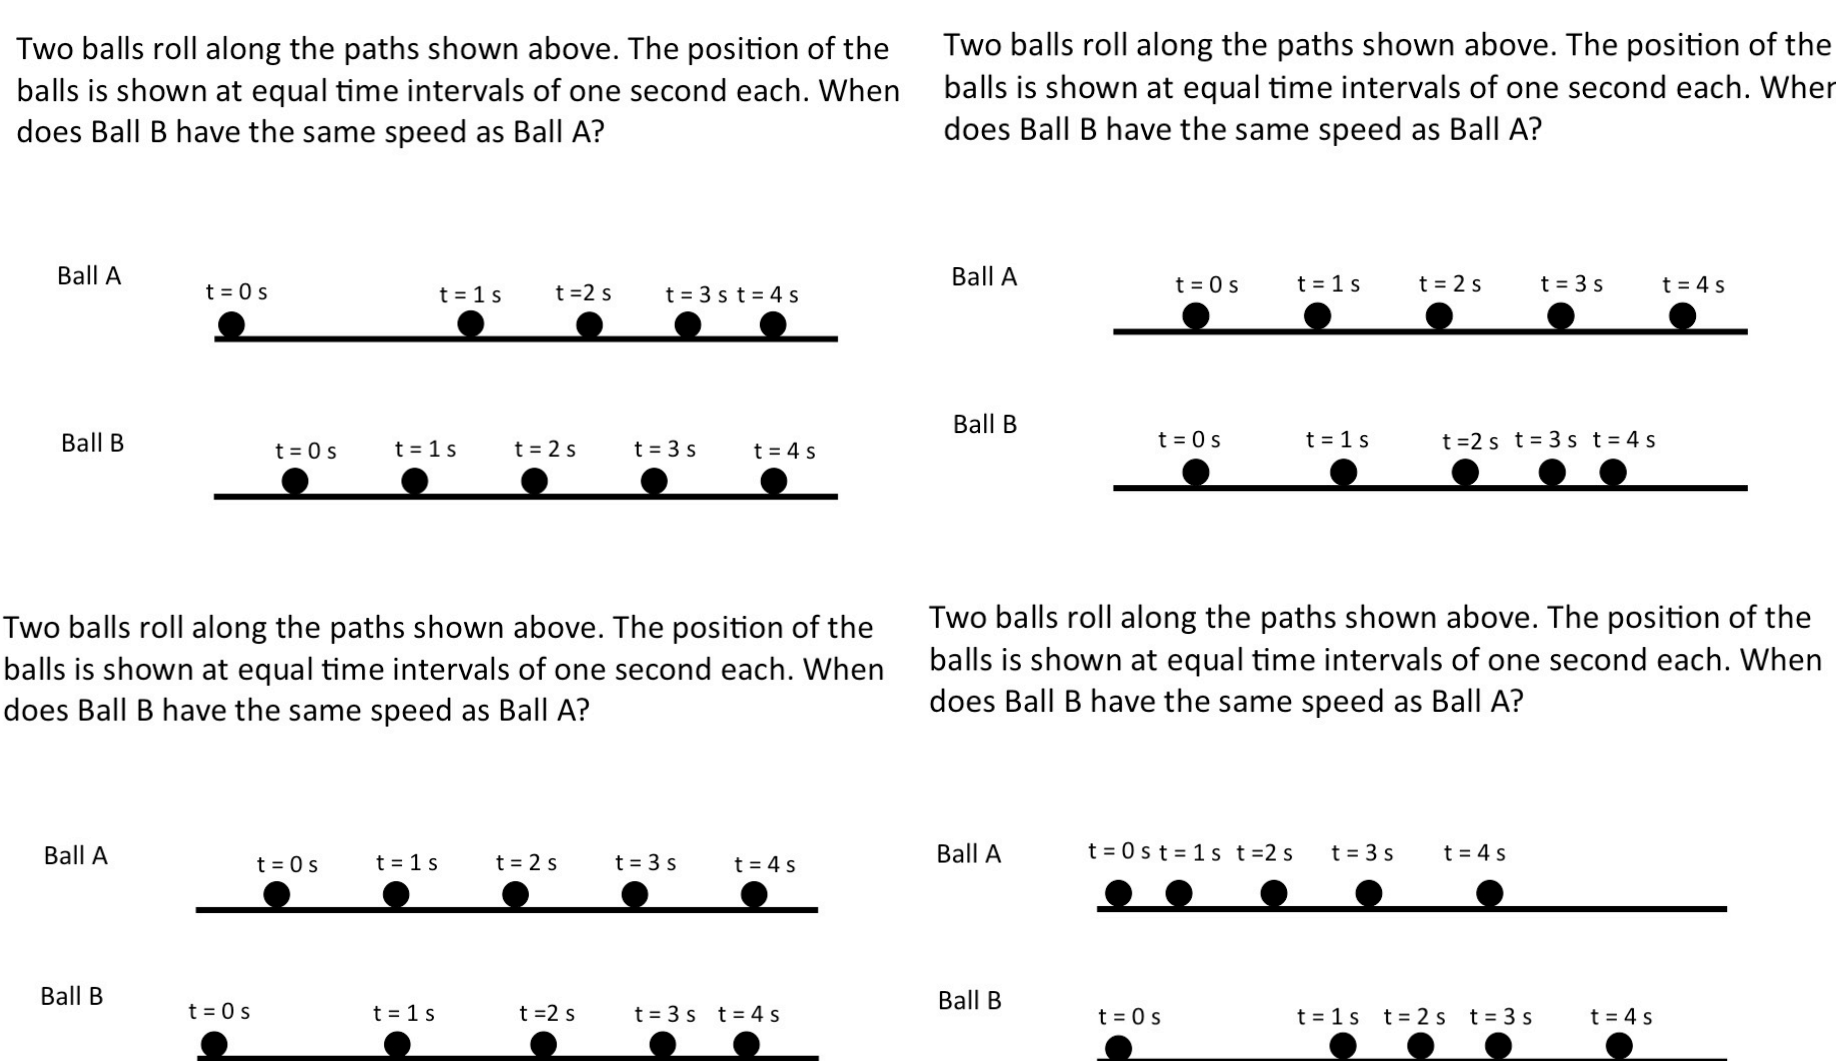 Two balls roll along the paths shown above. The position of the
balls is shown at equal time intervals of one second each. When
does Ball B have the same speed as Ball A?
Ball A
t = 0 s t = 1 s t =2 s t = 3 s t = 4 s
Ball B
t = 0 s t = 1 s t = 2 s t = 3 s t = 4 s
Two balls roll along the paths shown above. The position of the
balls is shown at equal time intervals of one second each. When
does Ball B have the same speed as Ball A?
Ball A
t = 0 s t = 1 s t = 2 s t = 3 s t = 4 s
Ball B
t = 0 s t = 1 s t =2 s t = 3 s t = 4 s
Two balls roll along the paths shown above. The position of the
balls is shown at equal time intervals of one second each. When
does Ball B have the same speed as Ball A?
Ball A
t = 0 s t = 1 s t = 2 s t = 3 s t = 4 s
Ball B
t = 0 s t = 1 s t =2 s t = 3 s t = 4 s
Two balls roll along the paths shown above. The position of the
balls is shown at equal time intervals of one second each. When
does Ball B have the same speed as Ball A?
Ball A
t = 0 s t = 1 s t =2 s t = 3 s t = 4 s
Ball B
t = 0 s t = 1 s t = 2 s t = 3 s t = 4 s